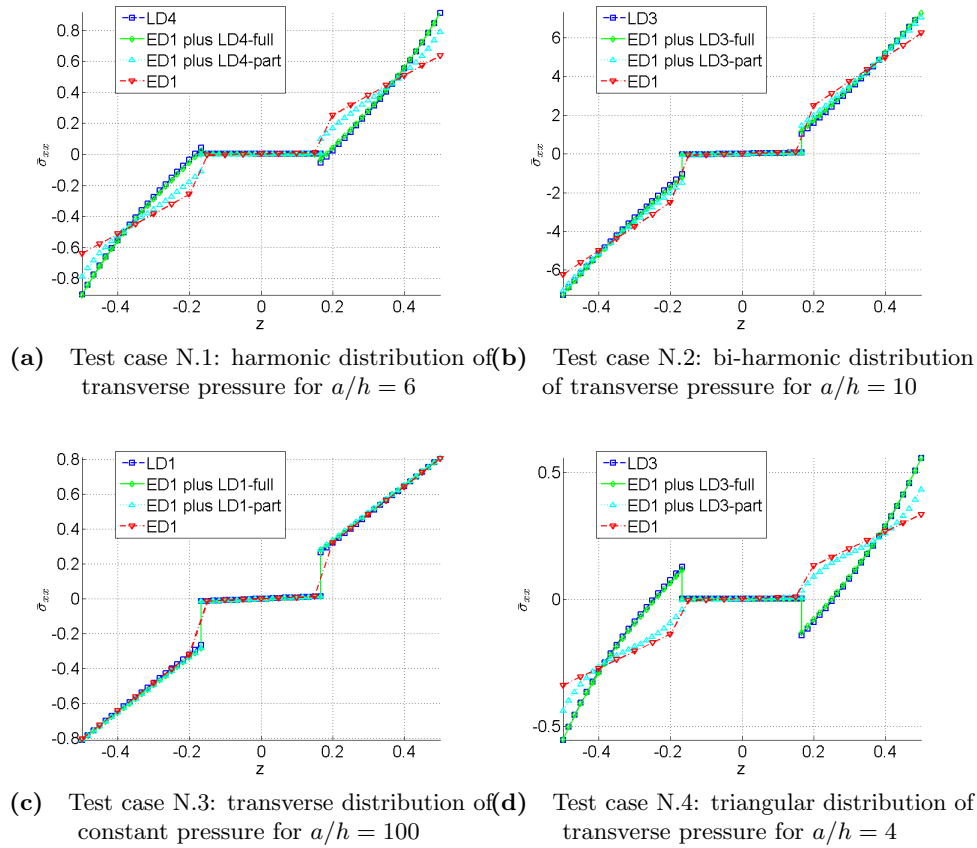 LD4
ED1 plus LD4-full
ED1 plus LD4-part
ED1
0.8
0.6
0.4
0.2
0
-0.2
-0.4
-0.6
-0.8
σ̄xx
-0.4 -0.2 0 0.2 0.4
z
LD3
ED1 plus LD3-full
ED1 plus LD3-part
ED1
6
4
2
0
-2
-4
-6
σ̄xx
-0.4 -0.2 0 0.2 0.4
z
(a) Test case N.1: harmonic distribution of
transverse pressure for a/h = 6
(b) Test case N.2: bi-harmonic distribution
of transverse pressure for a/h = 10
LD1
ED1 plus LD1-full
ED1 plus LD1-part
ED1
0.8
0.6
0.4
0.2
0
-0.2
-0.4
-0.6
0.8
σ̄xx
-0.4 -0.2 0 0.2 0.4
z
LD3
ED1 plus LD3-full
ED1 plus LD3-part
ED1
0.5
0
-0.5
σ̄xx
-0.4 -0.2 0 0.2 0.4
z
(c) Test case N.3: transverse distribution of
constant pressure for a/h = 100
(d) Test case N.4: triangular distribution of
transverse pressure for a/h = 4